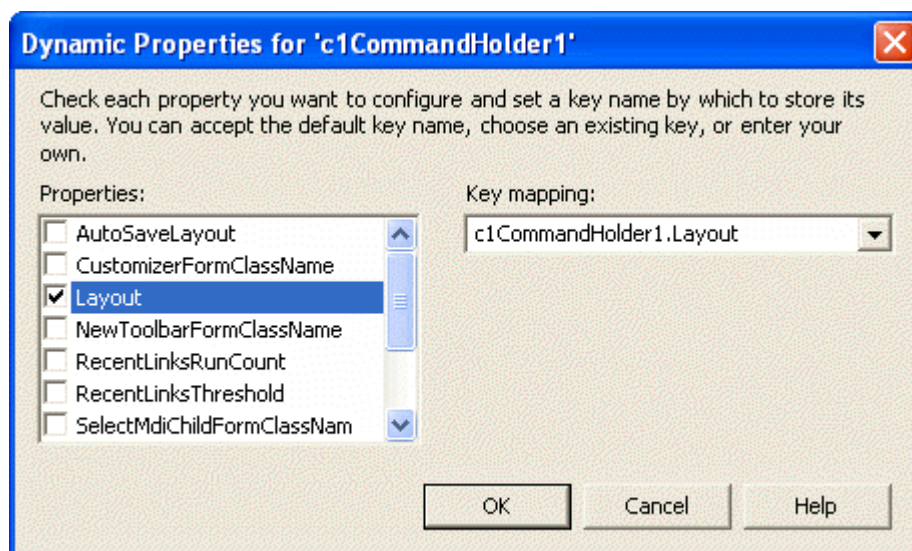 Dynamic Properties for 'c1CommandHolder1'
Check each property you want to configure and set a key name by which to store its
value. You can accept the default key name, choose an existing key, or enter your
own.
Properties:
AutoSaveLayout
CustomizerFormClassName
Layout
NewToolbarFormClassName
RecentLinksRunCount
RecentLinksThreshold
SelectMdiChildFormClassNam
Key mapping:
c1CommandHolder1.Layout
OK
Cancel
Help